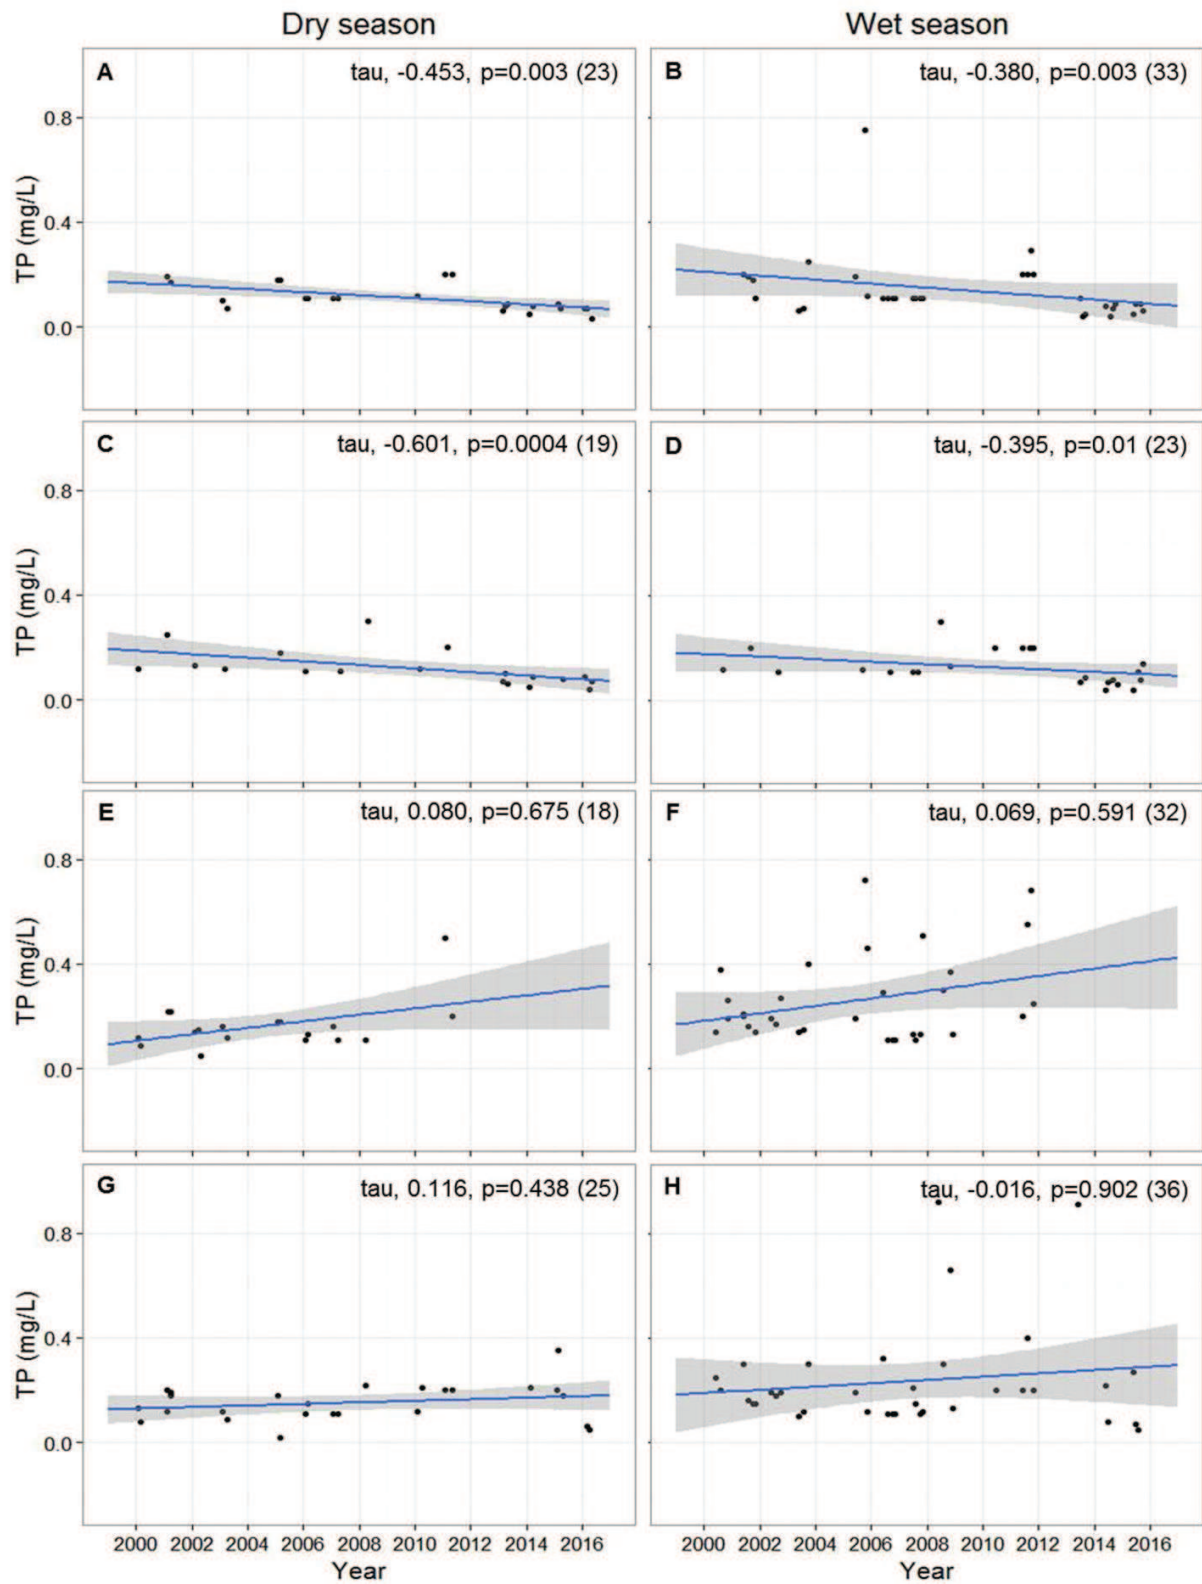 Dry season Wet season
A tau, -0.453, p=0.003 (23) B tau, -0.380, p=0.003 (33)
0.8
0.4
0.0
TP (mg/L)
C tau, -0.601, p=0.0004 (19) D tau, -0.395, p=0.01 (23)
0.8
0.4
0.0
TP (mg/L)
E tau, 0.080, p=0.675 (18) F tau, 0.069, p=0.591 (32)
0.8
0.4
0.0
TP (mg/L)
G tau, 0.116, p=0.438 (25) H tau, -0.016, p=0.902 (36)
0.8
0.4
0.0
TP (mg/L)
2000 2002 2004 2006 2008 2010 2012 2014 2016 2000 2002 2004 2006 2008 2010 2012 2014 2016
Year Year